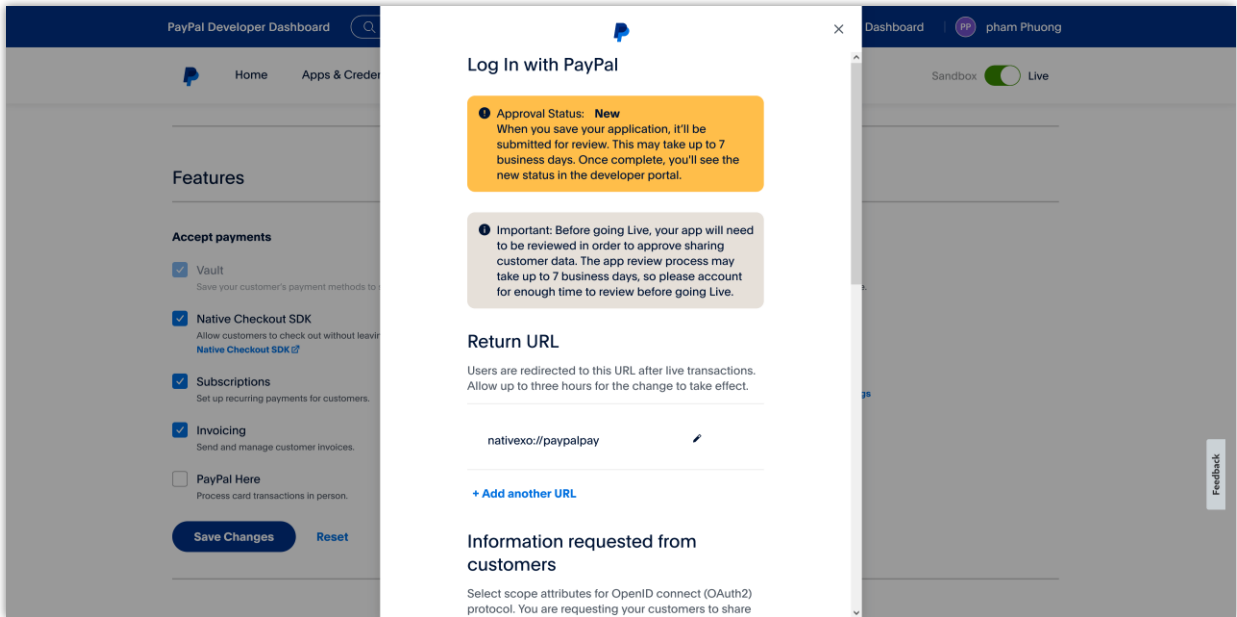 PayPal Developer Dashboard
Dashboard
PP
pham Phuong
Home
Apps & Creden
Sandbox
Live
Features
Accept payments
Vault
Save your customer's payment methods to
Native Checkout SDK
Allow customers to check out without leavin
Native Checkout SDK
Subscriptions
Set up recurring payments for customers.
Invoicing
Send and manage customer invoices.
PayPal Here
Process card transactions in person.
Save Changes
Reset
Log In with PayPal
Approval Status: New
When you save your application, it'll be
submitted for review. This may take up to 7
business days. Once complete, you'll see the
new status in the developer portal.
Important: Before going Live, your app will need
to be reviewed in order to approve sharing
customer data. The app review process may
take up to 7 business days, so please account
for enough time to review before going Live.
Return URL
Users are redirected to this URL after live transactions.
Allow up to three hours for the change to take effect.
nativexo://paypalpay
+ Add another URL
Information requested from
customers
Select scope attributes for OpenID connect (OAuth2)
protocol. You are requesting your customers to share
Feedback